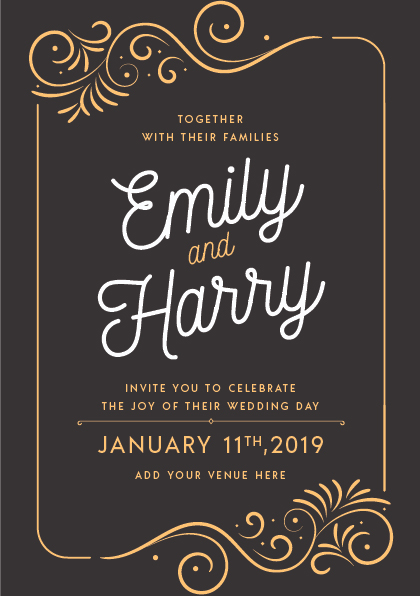 TOGETHER
WITH THEIR FAMILIES
Emily
and
Harry
INVITE YOU TO CELEBRATE
THE JOY OF THEIR WEDDING DAY
JANUARY 11TH,2019
ADD YOUR VENUE HERE